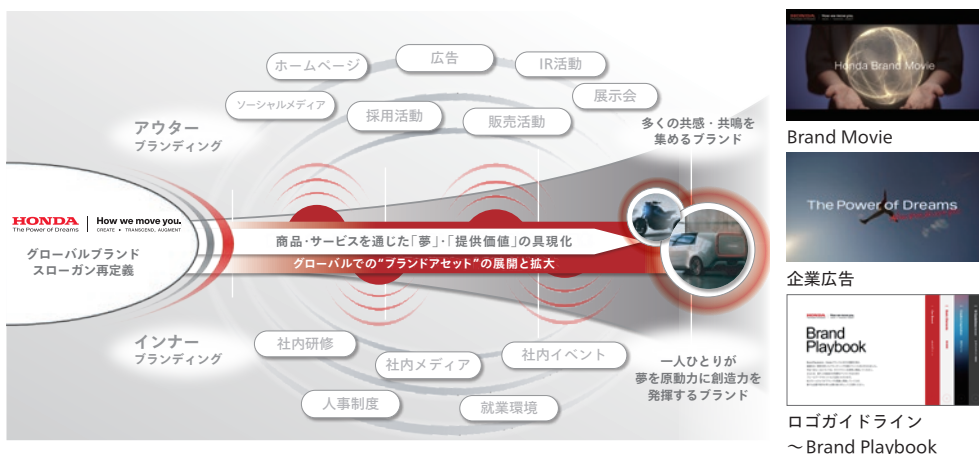 ホームページ
広告
IR活動
展示会
ソーシャルメディア
採用活動
販売活動
アウター
ブランディング
多くの共感・共鳴を
集めるブランド
HONDA
The Power of Dreams
How we move you.
CREATE ▸ TRANSCEND, AUGMENT
グローバルブランド
スローガン再定義
商品・サービスを通じた「夢」・「提供価値」の具現化
グローバルでの“ブランドアセット”の展開と拡大
インナー
ブランディング
社内研修
社内メディア
社内イベント
人事制度
就業環境
一人ひとりが
夢を原動力に創造力を
発揮するブランド
Honda Brand Movie
Brand Movie
The Power of Dreams
企業広告
HONDA
How we move you.
Brand
Playbook
ロゴガイドライン
～Brand Playbook